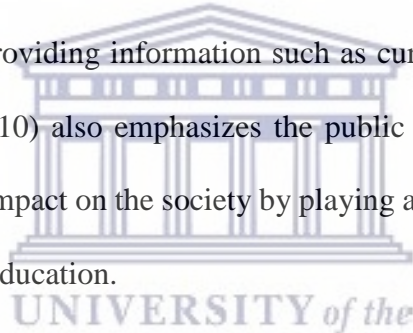 roviding information such as cur
10) also emphasizes the public
mpact on the society by playing a
ducation.
UNIVERSITY of the